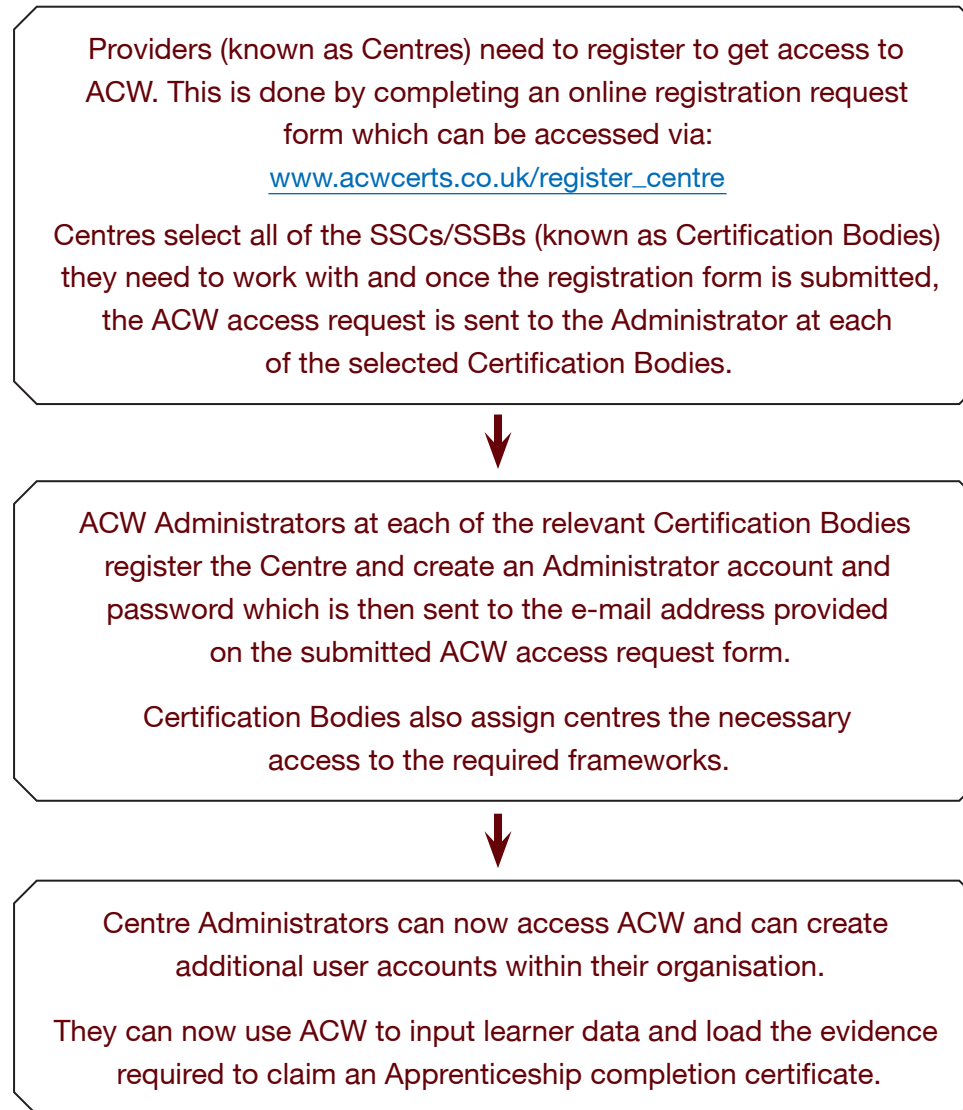 Providers (known as Centres) need to register to get access to
ACW. This is done by completing an online registration request
form which can be accessed via:
www.acwcerts.co.uk/register_centre
Centres select all of the SSCs/SSBs (known as Certification Bodies)
they need to work with and once the registration form is submitted,
the ACW access request is sent to the Administrator at each
of the selected Certification Bodies.
ACW Administrators at each of the relevant Certification Bodies
register the Centre and create an Administrator account and
password which is then sent to the e-mail address provided
on the submitted ACW access request form.
Certification Bodies also assign centres the necessary
access to the required frameworks.
Centre Administrators can now access ACW and can create
additional user accounts within their organisation.
They can now use ACW to input learner data and load the evidence
required to claim an Apprenticeship completion certificate.